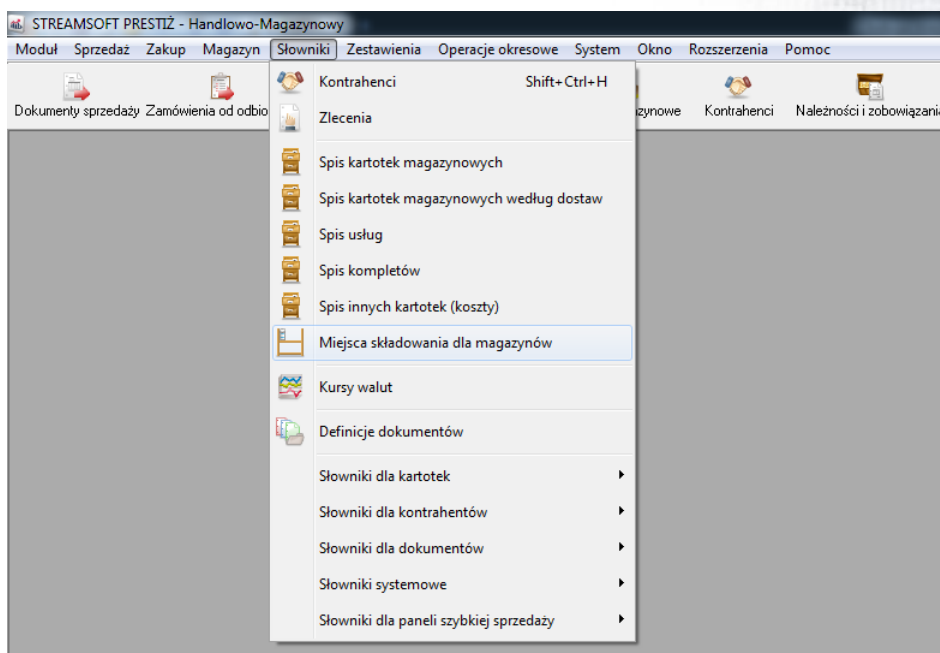 STREAMSOFT PRESTIŻ - Handlowo-Magazynowy
Moduł Sprzedaż Zakup Magazyn Słowniki Zestawienia Operacje okresowe System Okno Rozszerzenia Pomoc
Dokumenty sprzedaży Zamówienia od odbio zynowe Kontrahenci Należności i zobowiązani
Kontrahenci Shift+Ctrl+H
Zlecenia
Spis kartotek magazynowych
Spis kartotek magazynowych według dostaw
Spis usług
Spis kompletów
Spis innych kartotek (koszty)
Miejsca składowania dla magazynów
Kursy walut
Definicje dokumentów
Słowniki dla kartotek
Słowniki dla kontrahentów
Słowniki dla dokumentów
Słowniki systemowe
Słowniki dla paneli szybkiej sprzedaży